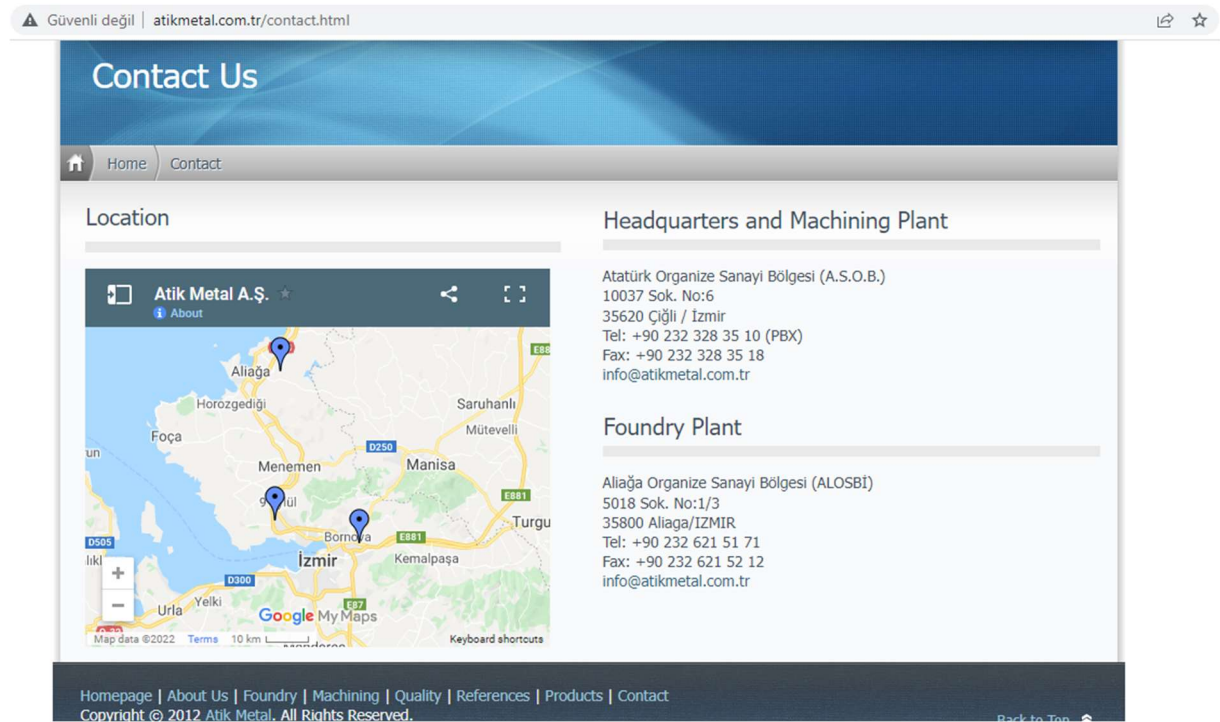 Güvenli değil | atikmetal.com.tr/contact.html
Contact Us
Home Contact
Location
Atik Metal A.Ş.
About
Aliağa
Horozgediği
Foça
Menemen
Saruhanlı
Mütevelli
D250
Manisa
E881
Turgu
Bornova
E881
D505
İzmir
Kemalpaşa
D300
Urla
Yelki
E87
Google My Maps
Map data ©2022 Terms 10 km Keyboard shortcuts
Headquarters and Machining Plant
Atatürk Organize Sanayi Bölgesi (A.S.O.B.)
10037 Sok. No:6
35620 Çiğli / İzmir
Tel: +90 232 328 35 10 (PBX)
Fax: +90 232 328 35 18
info@atikmetal.com.tr
Foundry Plant
Aliağa Organize Sanayi Bölgesi (ALOSBİ)
5018 Sok. No:1/3
35800 Aliaga/IZMIR
Tel: +90 232 621 51 71
Fax: +90 232 621 52 12
info@atikmetal.com.tr
Homepage | About Us | Foundry | Machining | Quality | References | Products | Contact
Copyright © 2012 Atik Metal. All Rights Reserved.
Back to Top